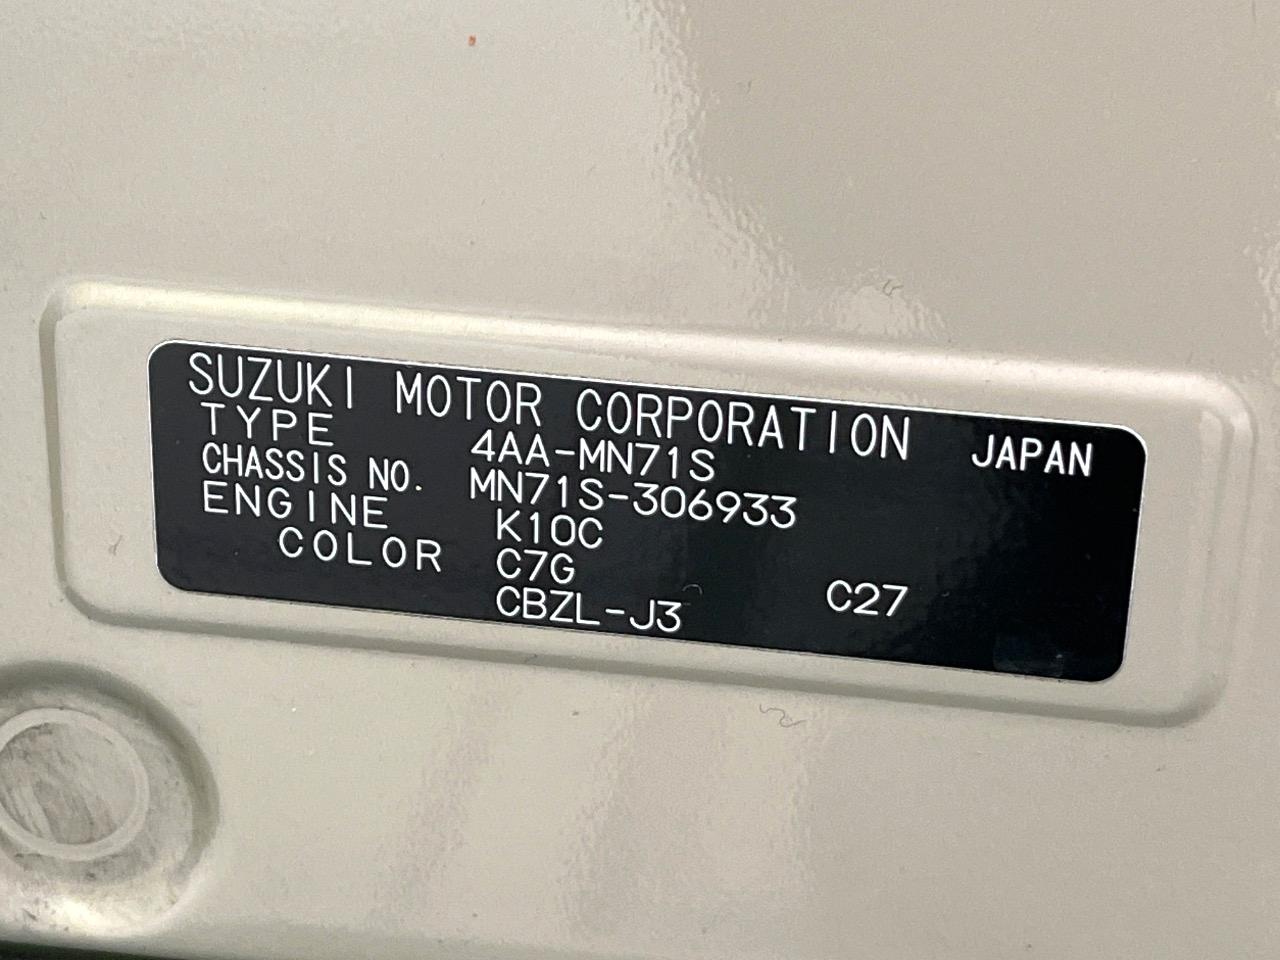 SUZUKI MOTOR CORPORATION JAPAN
TYPE 4AA-MN71S
CHASSIS NO. MN71S-306933
ENGINE K10C
COLOR C7G C27
CBZL-J3